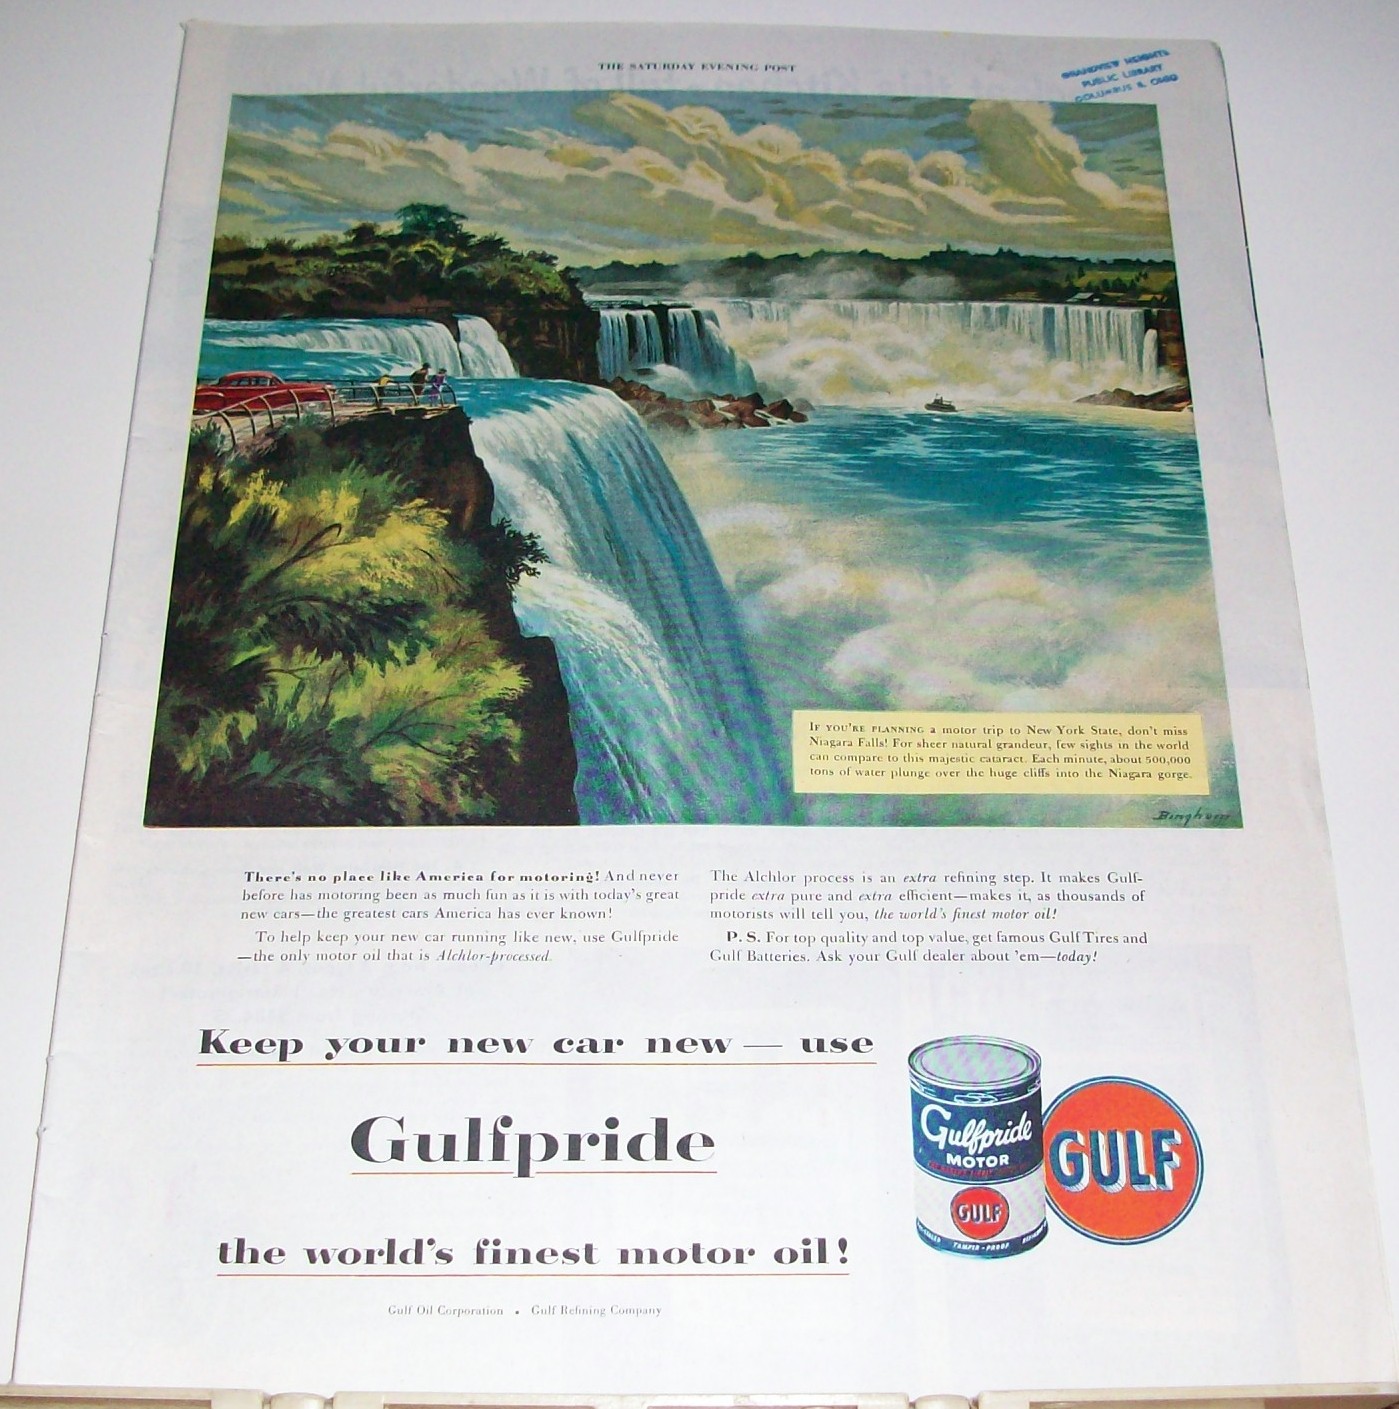 THE SATURDAY EVENING POST
GRANDVIEW HEIGHTS
PUBLIC LIBRARY
COLUMBUS 8, OHIO
IF YOU'RE PLANNING a motor trip to New York State, don't miss
Niagara Falls! For sheer natural grandeur, few sights in the world
can compare to this majestic cataract. Each minute, about 500,000
tons of water plunge over the huge cliffs into the Niagara gorge.
Bingham
There's no place like America for motoring! And never
before has motoring been as much fun as it is with today's great
new cars—the greatest cars America has ever known!
To help keep your new car running like new, use Gulfpride
—the only motor oil that is Alchlor-processed.
The Alchlor process is an extra refining step. It makes Gulf-
pride extra pure and extra efficient—makes it, as thousands of
motorists will tell you, the world's finest motor oil!
P. S. For top quality and top value, get famous Gulf Tires and
Gulf Batteries. Ask your Gulf dealer about 'em—today!
Keep your new car new — use
Gulfpride
the world's finest motor oil!
Gulfpride
MOTOR
GULF
TAMPER-PROOF
GULF
Gulf Oil Corporation • Gulf Refining Company